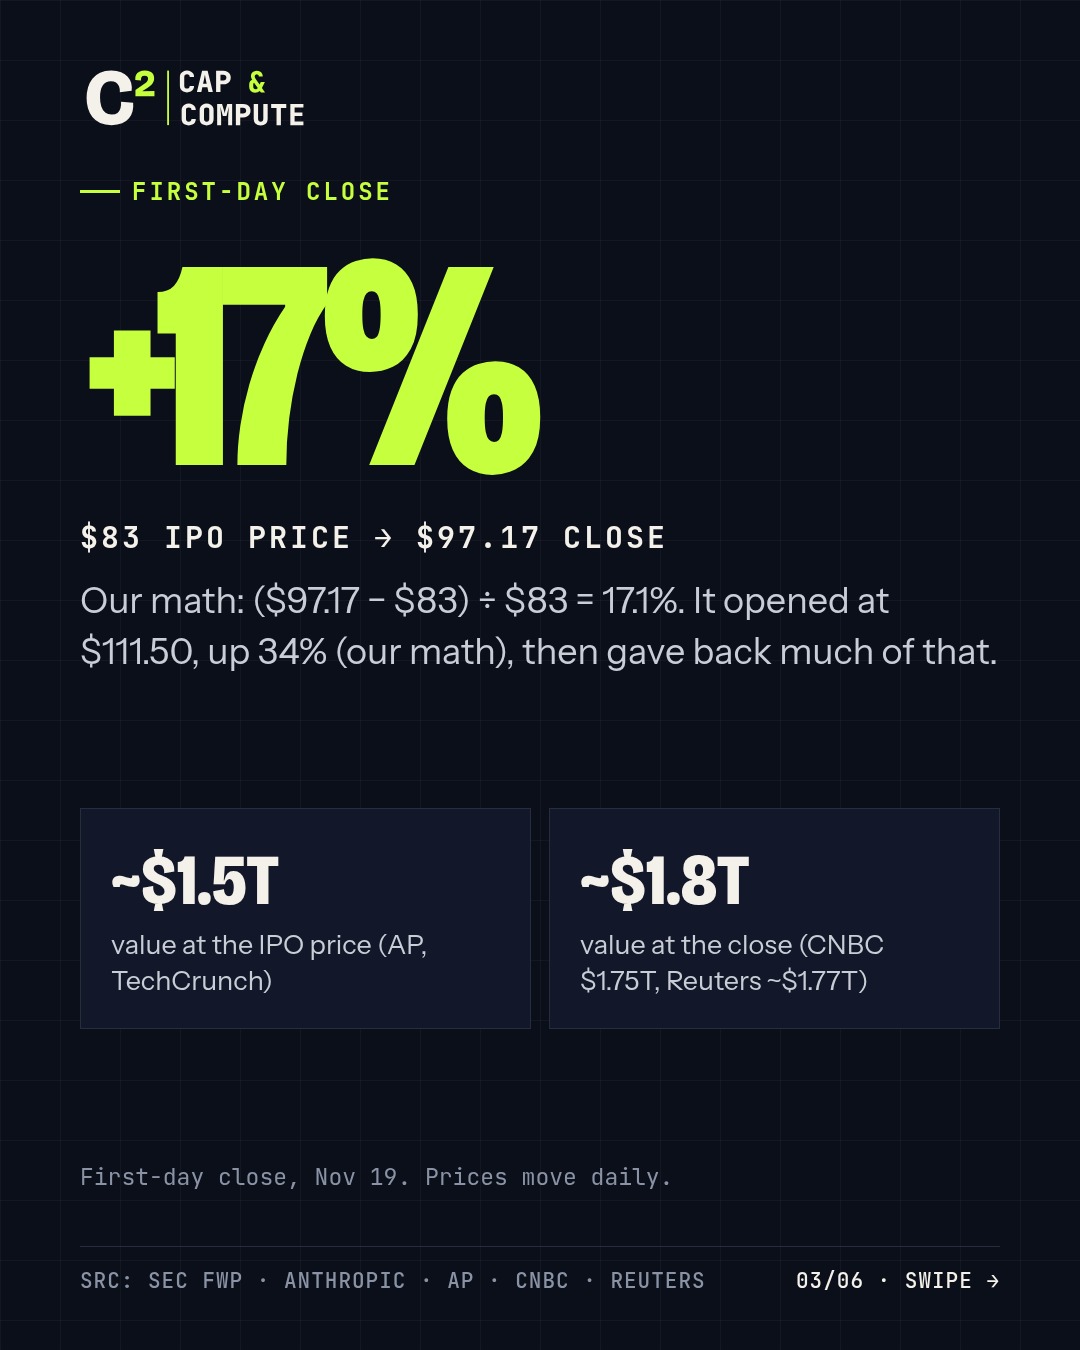 C² CAP &
COMPUTE
FIRST-DAY CLOSE
+17%
$83 IPO PRICE → $97.17 CLOSE
Our math: ($97.17 − $83) ÷ $83 = 17.1%. It opened at
$111.50, up 34% (our math), then gave back much of that.
~$1.5T
value at the IPO price (AP,
TechCrunch)
~$1.8T
value at the close (CNBC
$1.75T, Reuters ~$1.77T)
First-day close, Nov 19. Prices move daily.
SRC: SEC FWP · ANTHROPIC · AP · CNBC · REUTERS
03/06 · SWIPE →